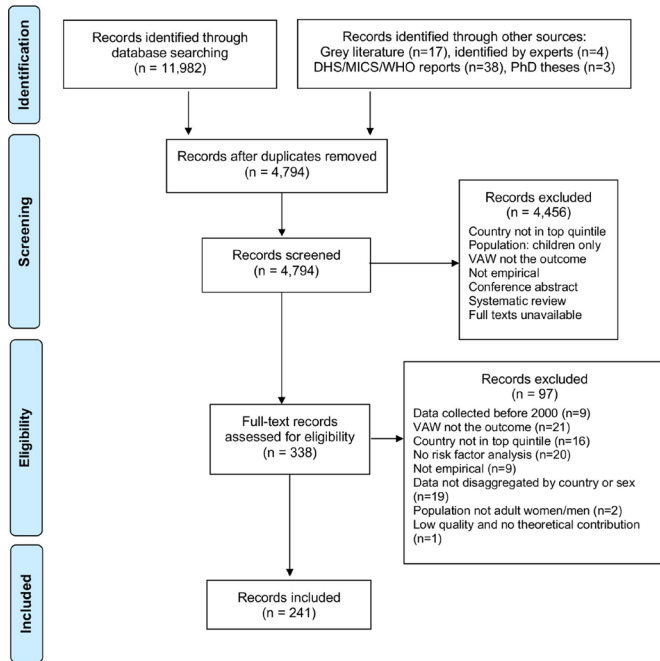 Identification
Records identified through
database searching
(n = 11,982)
Records identified through other sources:
Grey literature (n=17), identified by experts (n=4)
DHS/MICS/WHO reports (n=38), PhD theses (n=3)
Screening
Records after duplicates removed
(n = 4,794)
Records screened
(n = 4,794)
Records excluded
(n = 4,456)
Country not in top quintile
Population: children only
VAW not the outcome
Not empirical
Conference abstract
Systematic review
Full texts unavailable
Eligibility
Full-text records
assessed for eligibility
(n = 338)
Records excluded
(n = 97)
Data collected before 2000 (n=9)
VAW not the outcome (n=21)
Country not in top quintile (n=16)
No risk factor analysis (n=20)
Not empirical (n=9)
Data not disaggregated by country or sex
(n=19)
Population not adult women/men (n=2)
Low quality and no theoretical contribution
(n=1)
Included
Records included
(n = 241)